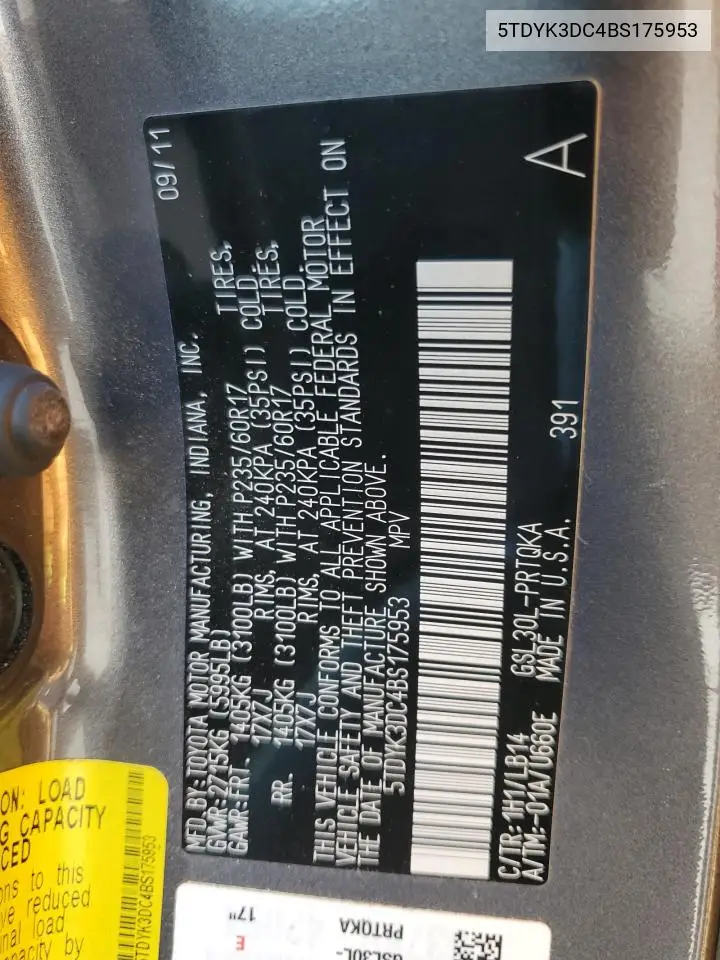 5TDYK3DC4BS175953
MFD.BY:TOYOTA MOTOR MANUFACTURING, INDIANA, INC. 09/11
GVWR:2715KG (5995LB)
GAWR:FRT. 1405KG (3100LB) WITH P235/60R17 TIRES,
17X7J RIMS, AT 240KPA (35PSI) COLD.
RR. 1405KG (3100LB) WITH P235/60R17 TIRES,
17X7J RIMS, AT 240KPA (35PSI) COLD.
THIS VEHICLE CONFORMS TO ALL APPLICABLE FEDERAL MOTOR
VEHICLE SAFETY AND THEFT PREVENTION STANDARDS IN EFFECT ON
THE DATE OF MANUFACTURE SHOWN ABOVE.
5TDYK3DC4BS175953 MPV
C/TR:1H1/LB14 GSL30L-PRTQKA 391 A
A/TM:-01A/U660E MADE IN U.S.A.
ON: LOAD
G CAPACITY
CED
ons to this
ve reduced
nal load
capacity by
5TDYK3DC4BS175953
17"
E
GSL30L-
PRTQKA